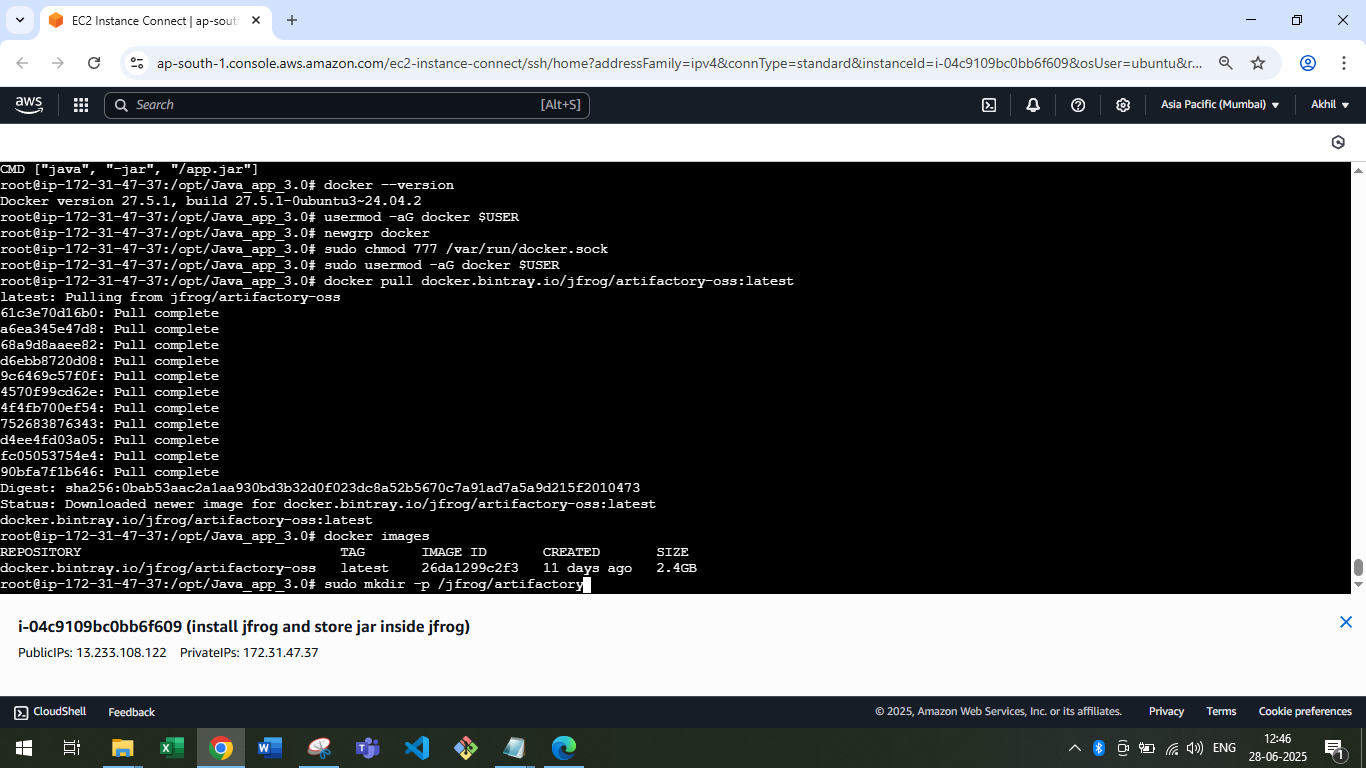 EC2 Instance Connect | ap-sout
ap-south-1.console.aws.amazon.com/ec2-instance-connect/ssh/home?addressFamily=ipv4&connType=standard&instanceId=i-04c9109bc0bb6f609&osUser=ubuntu&r...
aws
Search
[Alt+S]
Asia Pacific (Mumbai)
Akhil
CMD ["java", "-jar", "/app.jar"]
root@ip-172-31-47-37:/opt/Java_app_3.0# docker --version
Docker version 27.5.1, build 27.5.1-0ubuntu3~24.04.2
root@ip-172-31-47-37:/opt/Java_app_3.0# usermod -aG docker $USER
root@ip-172-31-47-37:/opt/Java_app_3.0# newgrp docker
root@ip-172-31-47-37:/opt/Java_app_3.0# sudo chmod 777 /var/run/docker.sock
root@ip-172-31-47-37:/opt/Java_app_3.0# sudo usermod -aG docker $USER
root@ip-172-31-47-37:/opt/Java_app_3.0# docker pull docker.bintray.io/jfrog/artifactory-oss:latest
latest: Pulling from jfrog/artifactory-oss
61c3e70d16b0: Pull complete
a6ea345e47d8: Pull complete
68a9d8aaee82: Pull complete
d6ebb8720d08: Pull complete
9c6469c57f0f: Pull complete
4570f99cd62e: Pull complete
4f4fb700ef54: Pull complete
752683876343: Pull complete
d4ee4fd03a05: Pull complete
fc05053754e4: Pull complete
90bfa7f1b646: Pull complete
Digest: sha256:0bab53aac2a1aa930bd3b32d0f023dc8a52b5670c7a91ad7a5a9d215f2010473
Status: Downloaded newer image for docker.bintray.io/jfrog/artifactory-oss:latest
docker.bintray.io/jfrog/artifactory-oss:latest
root@ip-172-31-47-37:/opt/Java_app_3.0# docker images
REPOSITORY TAG IMAGE ID CREATED SIZE
docker.bintray.io/jfrog/artifactory-oss latest 26da1299c2f3 11 days ago 2.4GB
root@ip-172-31-47-37:/opt/Java_app_3.0# sudo mkdir -p /jfrog/artifactory
i-04c9109bc0bb6f609 (install jfrog and store jar inside jfrog)
PublicIPs: 13.233.108.122 PrivateIPs: 172.31.47.37
CloudShell Feedback © 2025, Amazon Web Services, Inc. or its affiliates. Privacy Terms Cookie preferences
ENG
12:46
28-06-2025
1